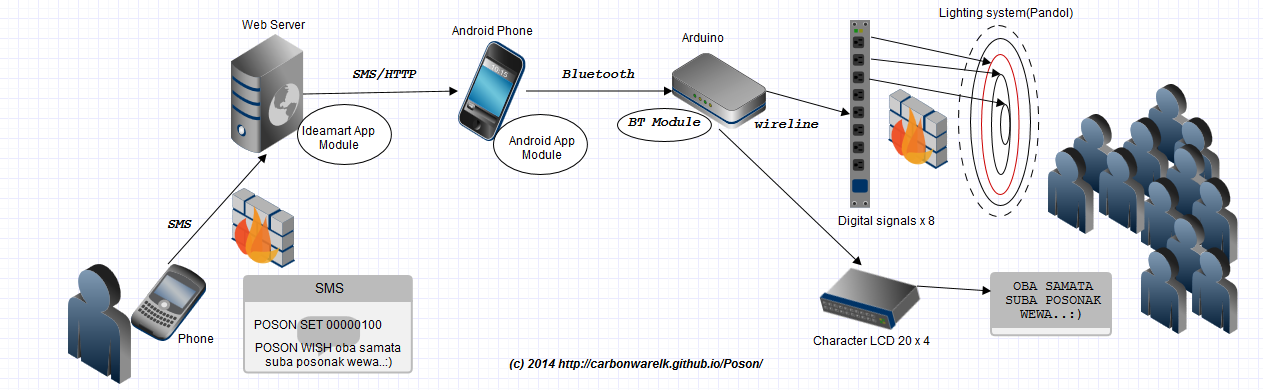 Web Server
Android Phone
Arduino
Lighting system(Pandol)
SMS/HTTP
Bluetooth
10:15
Ideamart App
Module
Android App
Module
BT Module
wireline
SMS
Digital signals x 8
Phone
SMS
POSON SET 00000100
POSON WISH oba samata
suba posonak wewa..:)
OBA SAMATA
SUBA POSONAK
WEWA..:)
Character LCD 20 x 4
(c) 2014 http://carbonwarelk.github.io/Poson/